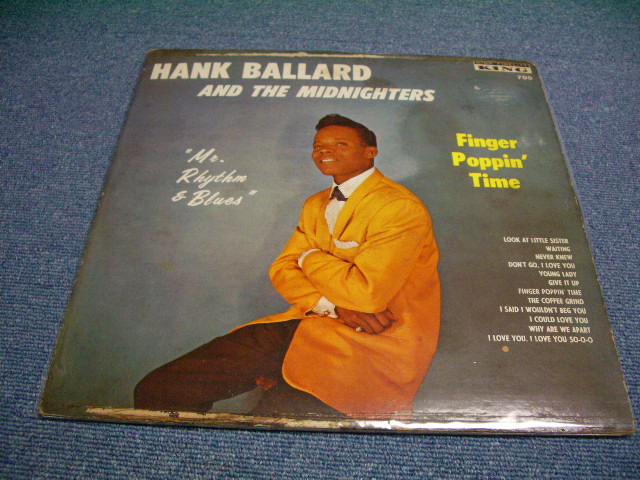 HANK BALLARD
AND THE MIDNIGHTERS
KING
700
"Mr.
Rhythm
& Blues"
Finger
Poppin'
Time
LOOK AT LITTLE SISTER
WAITING
NEVER KNEW
DON'T GO, I LOVE YOU
YOUNG LADY
GIVE IT UP
FINGER POPPIN' TIME
THE COFFEE GRIND
I SAID I WOULDN'T BEG YOU
I COULD LOVE YOU
WHY ARE WE APART
I LOVE YOU, I LOVE YOU SO-O-O